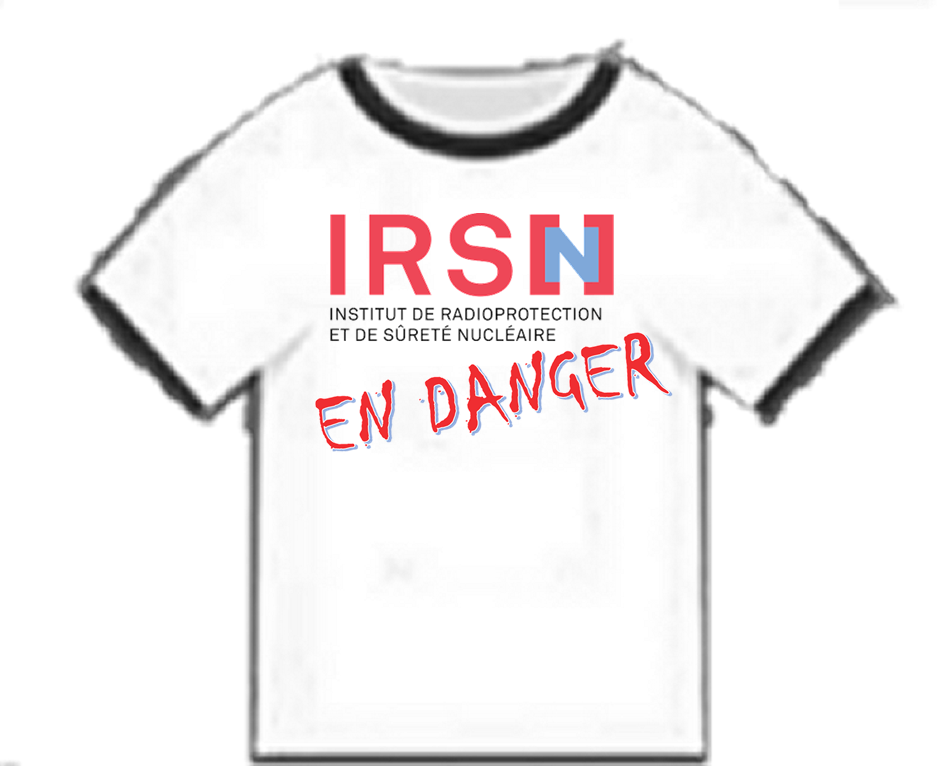 IRSN
INSTITUT DE RADIOPROTECTION
ET DE SÛRETÉ NUCLÉAIRE
EN DANGER